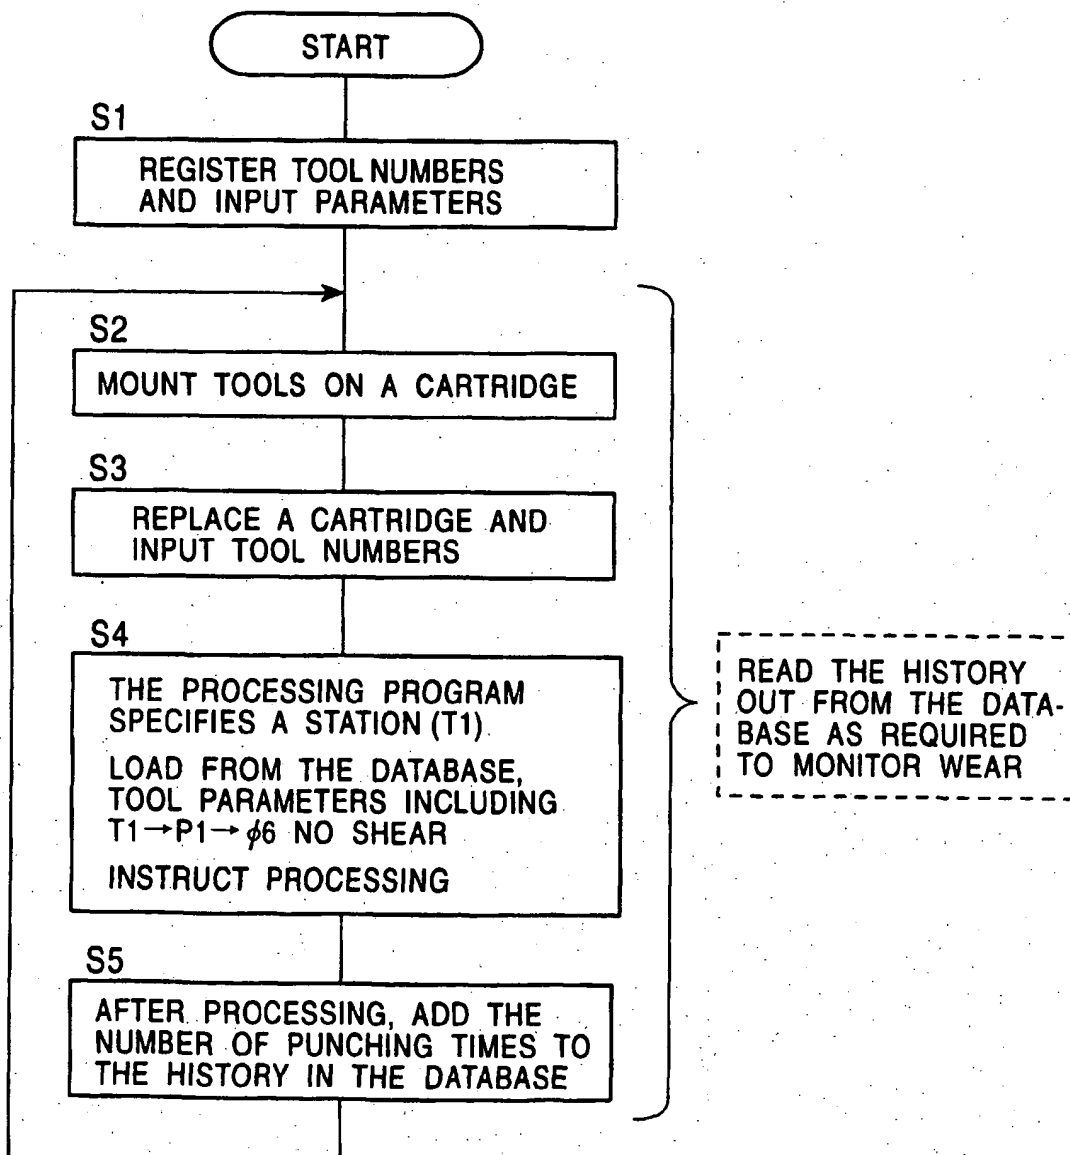 START
S1
REGISTER TOOL NUMBERS
AND INPUT PARAMETERS
S2
MOUNT TOOLS ON A CARTRIDGE
S3
REPLACE A CARTRIDGE AND
INPUT TOOL NUMBERS
S4
THE PROCESSING PROGRAM
SPECIFIES A STATION (T1)
LOAD FROM THE DATABASE,
TOOL PARAMETERS INCLUDING
T1→P1→ϕ6 NO SHEAR
INSTRUCT PROCESSING
S5
AFTER PROCESSING, ADD THE
NUMBER OF PUNCHING TIMES TO
THE HISTORY IN THE DATABASE
READ THE HISTORY
OUT FROM THE DATA-
BASE AS REQUIRED
TO MONITOR WEAR